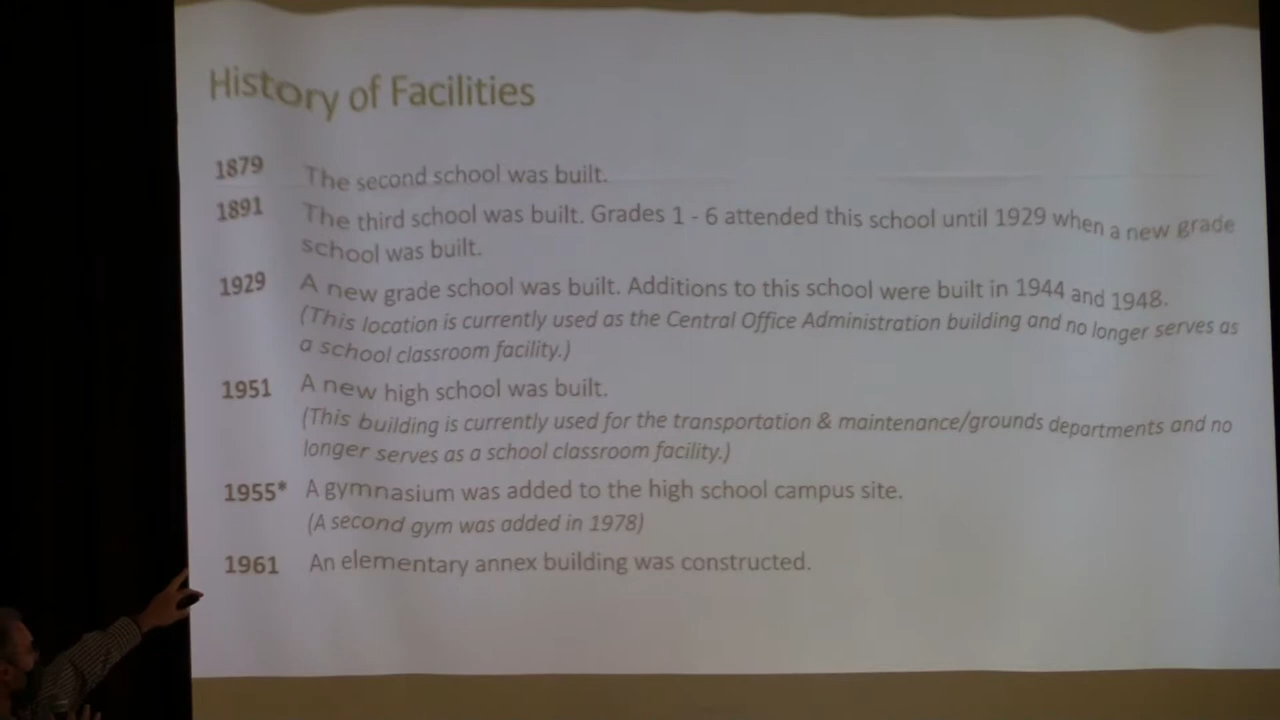 History of Facilities
1879 The second school was built.
1891 The third school was built. Grades 1 - 6 attended this school until 1929 when a new grade
school was built.
1929 A new grade school was built. Additions to this school were built in 1944 and 1948.
(This location is currently used as the Central Office Administration building and no longer serves as
a school classroom facility.)
1951 A new high school was built.
(This building is currently used for the transportation & maintenance/grounds departments and no
longer serves as a school classroom facility.)
1955* A gymnasium was added to the high school campus site.
(A second gym was added in 1978)
1961 An elementary annex building was constructed.